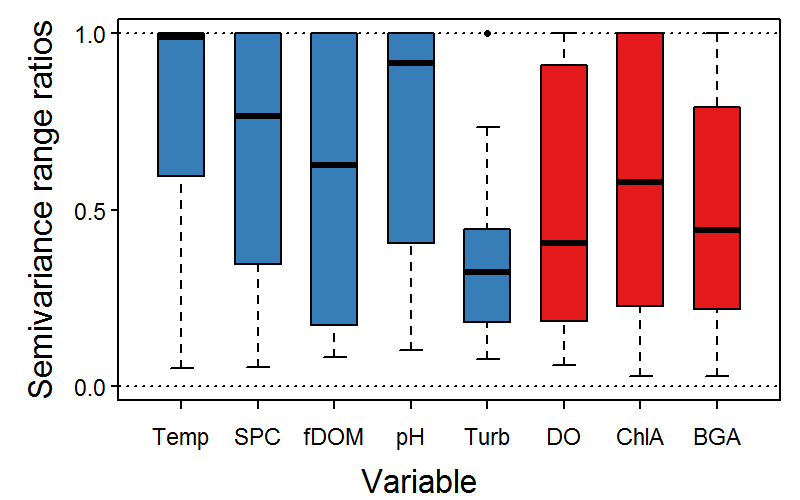 Semivariance range ratios
1.0
0.5
0.0
Temp SPC fDOM pH Turb DO ChlA BGA
Variable